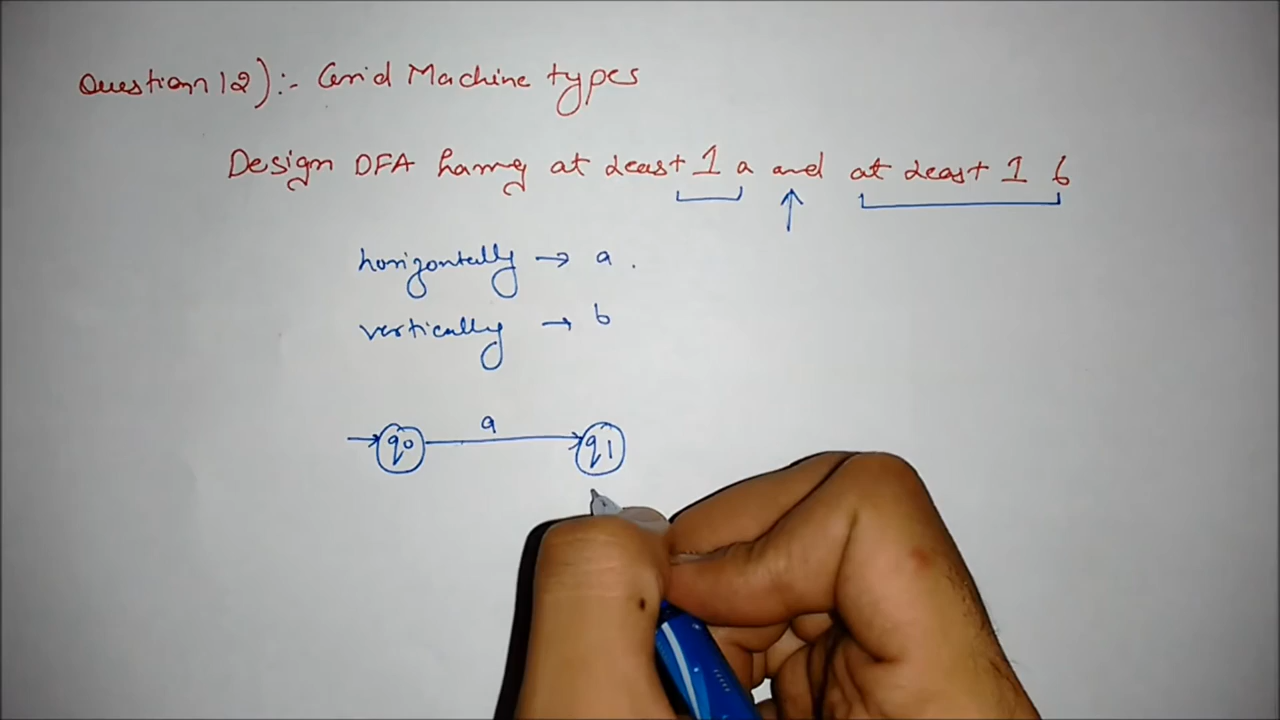 Question 12):- Grid Machine types
Design DFA having at least 1 a and at least 1 b
horizontally → a .
vertically → b
a
q0 q1